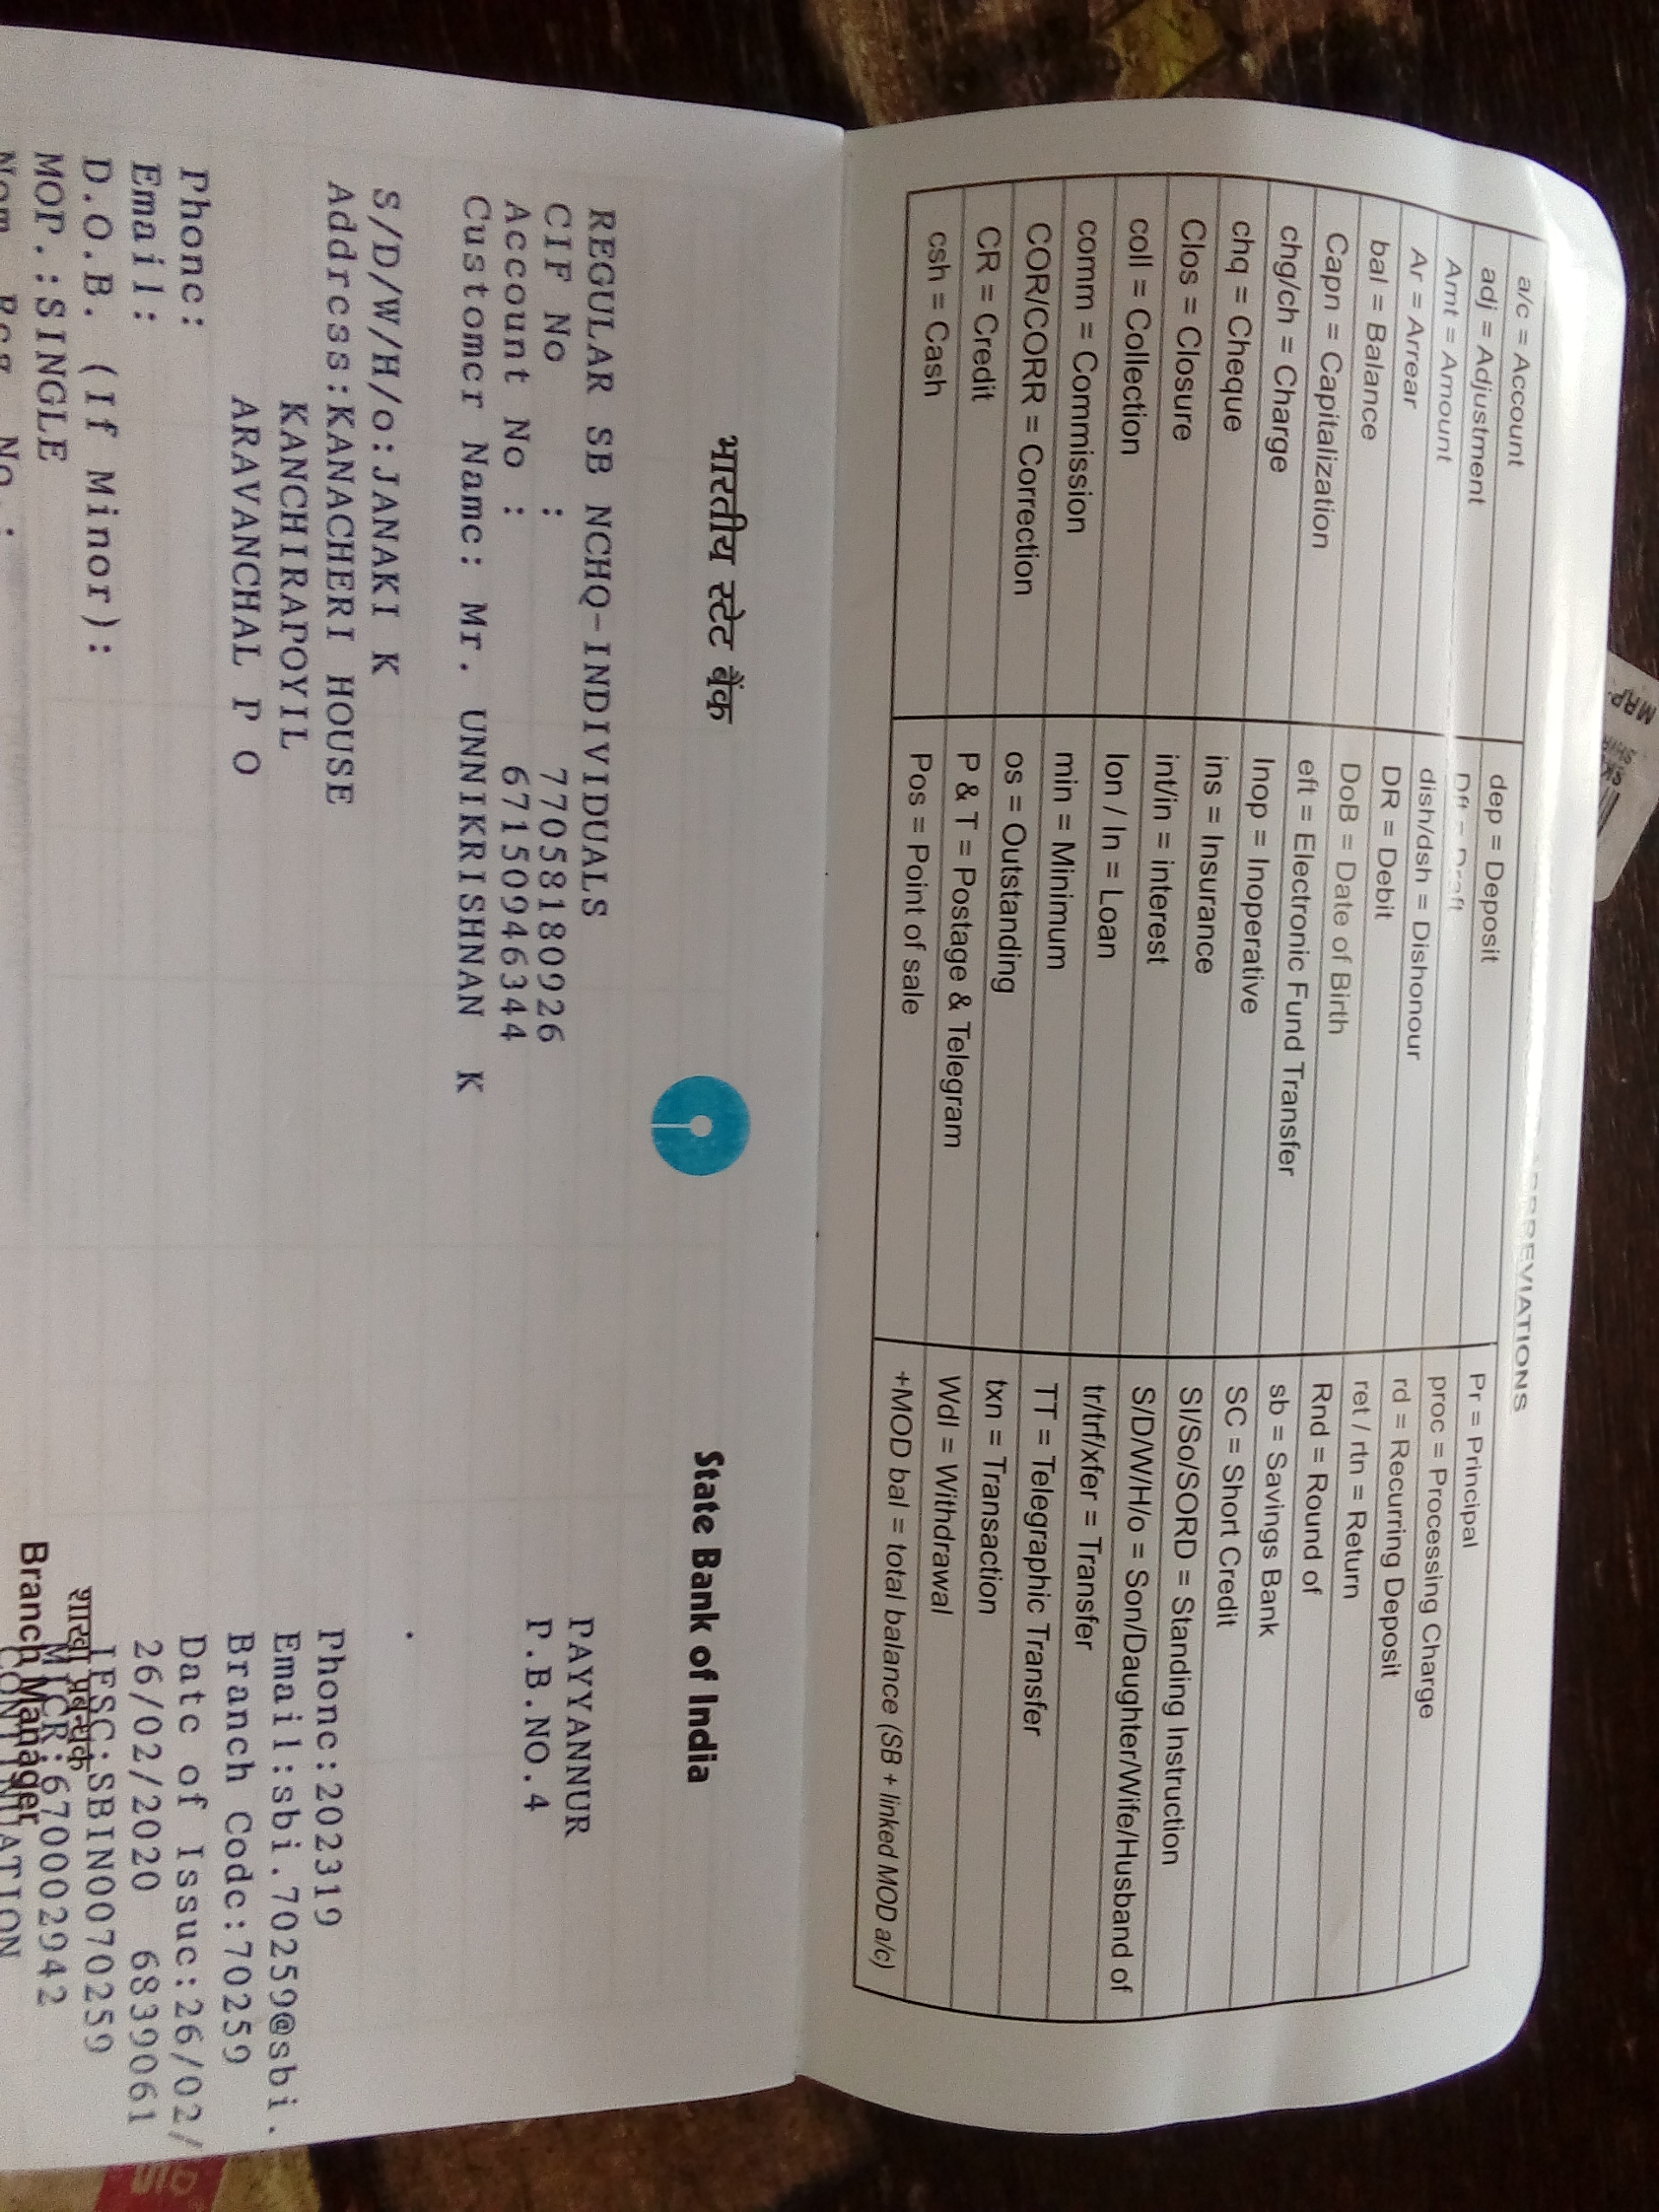 a/c = Account
adj = Adjustment
Amt = Amount
Ar = Arrear
bal = Balance
Capn = Capitalization
chg/ch = Charge
chq = Cheque
Clos = Closure
coll = Collection
comm = Commission
COR/CORR = Correction
CR = Credit
csh = Cash
dep = Deposit
Dft = Draft
dish/dsh = Dishonour
DR = Debit
DoB = Date of Birth
eft = Electronic Fund Transfer
Inop = Inoperative
ins = Insurance
int/in = interest
lon / ln = Loan
min = Minimum
os = Outstanding
P & T = Postage & Telegram
Pos = Point of sale
Pr = Principal
proc = Processing Charge
rd = Recurring Deposit
ret / rtn = Return
Rnd = Round of
sb = Savings Bank
SC = Short Credit
SI/So/SORD = Standing Instruction
S/D/W/H/o = Son/Daughter/Wife/Husband of
tr/trf/xfer = Transfer
TT = Telegraphic Transfer
txn = Transaction
Wdl = Withdrawal
+MOD bal = total balance (SB + linked MOD a/c)
भारतीय स्टेट बैंक State Bank of India
REGULAR SB NCHQ-INDIVIDUALS
CIF No : 77058180926
Account No : 67150946344
Customer Name: Mr. UNNIKRISHNAN K
S/D/W/H/o:JANAKI K
Address:KANACHERI HOUSE
KANCHIRAPOYIL
ARAVANCHAL P O
Phone:
Email:
D.O.B. (If Minor):
MOP.:SINGLE
PAYYANNUR
P.B.NO.4
Phone:202319
Email:sbi.70259@sbi.
Branch Code:70259
Date of Issue:26/02/
26/02/2020 6839061
IFSC:SBIN0070259
MICR:670002942
शाखा प्रबन्धक
Branch Manager
MRP